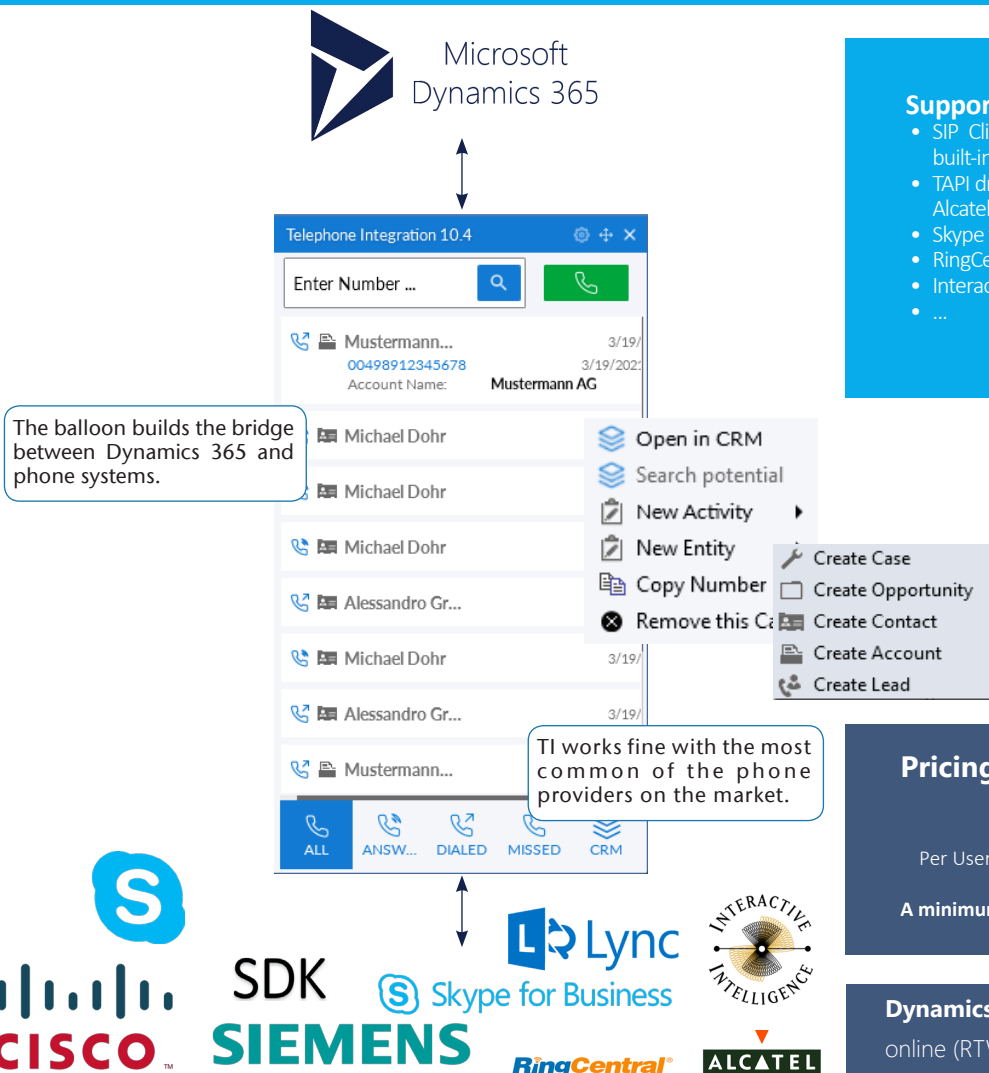 Microsoft
Dynamics 365
Telephone Integration 10.4
Enter Number ...
Mustermann...
3/19/
00498912345678
3/19/202
Account Name:
Mustermann AG
The balloon builds the bridge
between Dynamics 365 and
phone systems.
Michael Dohr
Michael Dohr
Michael Dohr
Alessandro Gr...
Michael Dohr
3/19/
Alessandro Gr...
3/19/
Mustermann...
Open in CRM
Search potential
New Activity
New Entity
Copy Number
Remove this Ca
Create Case
Create Opportunity
Create Contact
Create Account
Create Lead
TI works fine with the most
common of the phone
providers on the market.
ALL
ANSW...
DIALED
MISSED
CRM
Suppor
• SIP Cli
built-in
• TAPI dr
Alcatel
• Skype
• RingCe
• Interac
• ...
Pricing
Per User
A minimum
Dynamics
online (RTW
S
SDK
L Lync
S Skype for Business
INTERACTIVE
INTELLIGENCE
CISCO™
SIEMENS
RingCentral®
ALCATEL